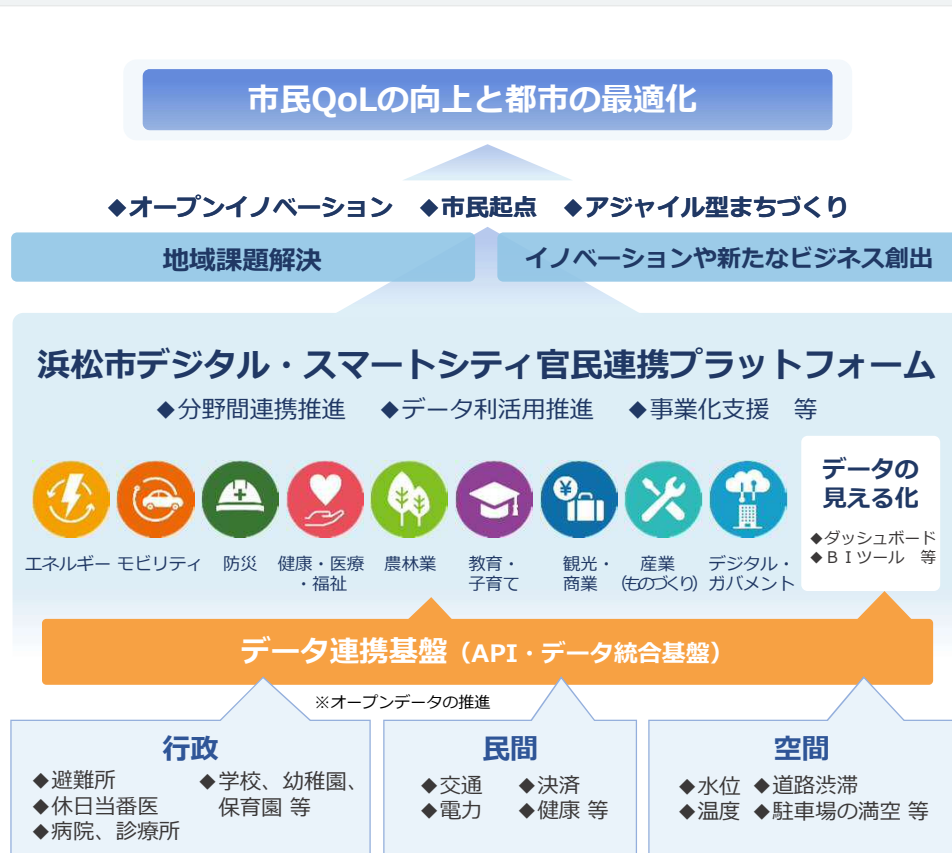 市民QoLの向上と都市の最適化
◆オープンイノベーション ◆市民起点 ◆アジャイル型まちづくり
地域課題解決
イノベーションや新たなビジネス創出
浜松市デジタル・スマートシティ官民連携プラットフォーム
◆分野間連携推進 ◆データ利活用推進 ◆事業化支援 等
エネルギー
モビリティ
防災
健康・医療
・福祉
農林業
教育・
子育て
¥
観光・
商業
産業
(ものづくり)
デジタル・
ガバメント
データの
見える化
◆ダッシュボード
◆BIツール 等
データ連携基盤（API・データ統合基盤）
※オープンデータの推進
行政
◆避難所
◆休日当番医
◆病院、診療所
◆学校、幼稚園、
保育園 等
民間
◆交通 ◆決済
◆電力 ◆健康 等
空間
◆水位 ◆道路渋滞
◆温度 ◆駐車場の満空 等